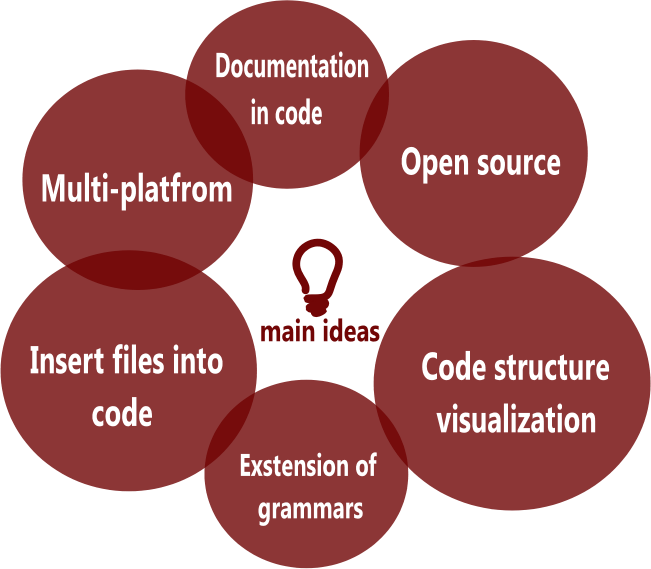 Documentation
in code
Open source
Multi-platfrom
main ideas
Insert files into
code
Code structure
visualization
Exstension of
grammars